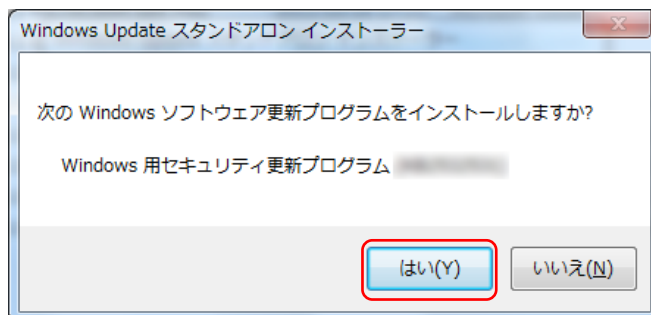 Windows Update スタンドアロン インストーラー
次の Windows ソフトウェア更新プログラムをインストールしますか?
Windows 用セキュリティ更新プログラム
はい(Y)
いいえ(N)